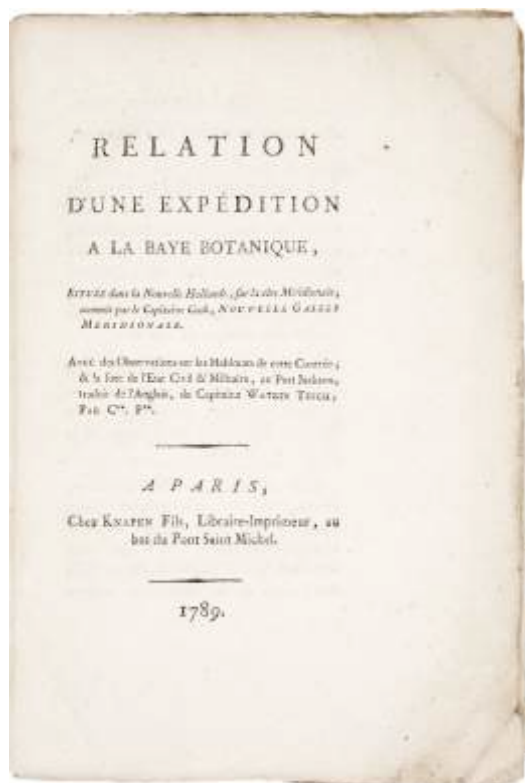 RELATION
D'UNE EXPÉDITION
A LA BAYE BOTANIQUE,
SITUÉE dans la Nouvelle Hollande, sur la côte Méridionale,
nommée par le Capitaine Cook, NOUVELLE GALLES
MERIDIONALE.
Avec des Observations sur les Habitans de cette Contrée,
& la de l'Etat Civil & Militaire, au Port Jackson,
traduit de l'Anglois, du Capitaine WATKIN TENCH,
PAR C**. P**.
A PARIS,
Chez KNAPEN Fils, Libraire-Imprimeur, au
bas du Pont Saint Michel.
1789.